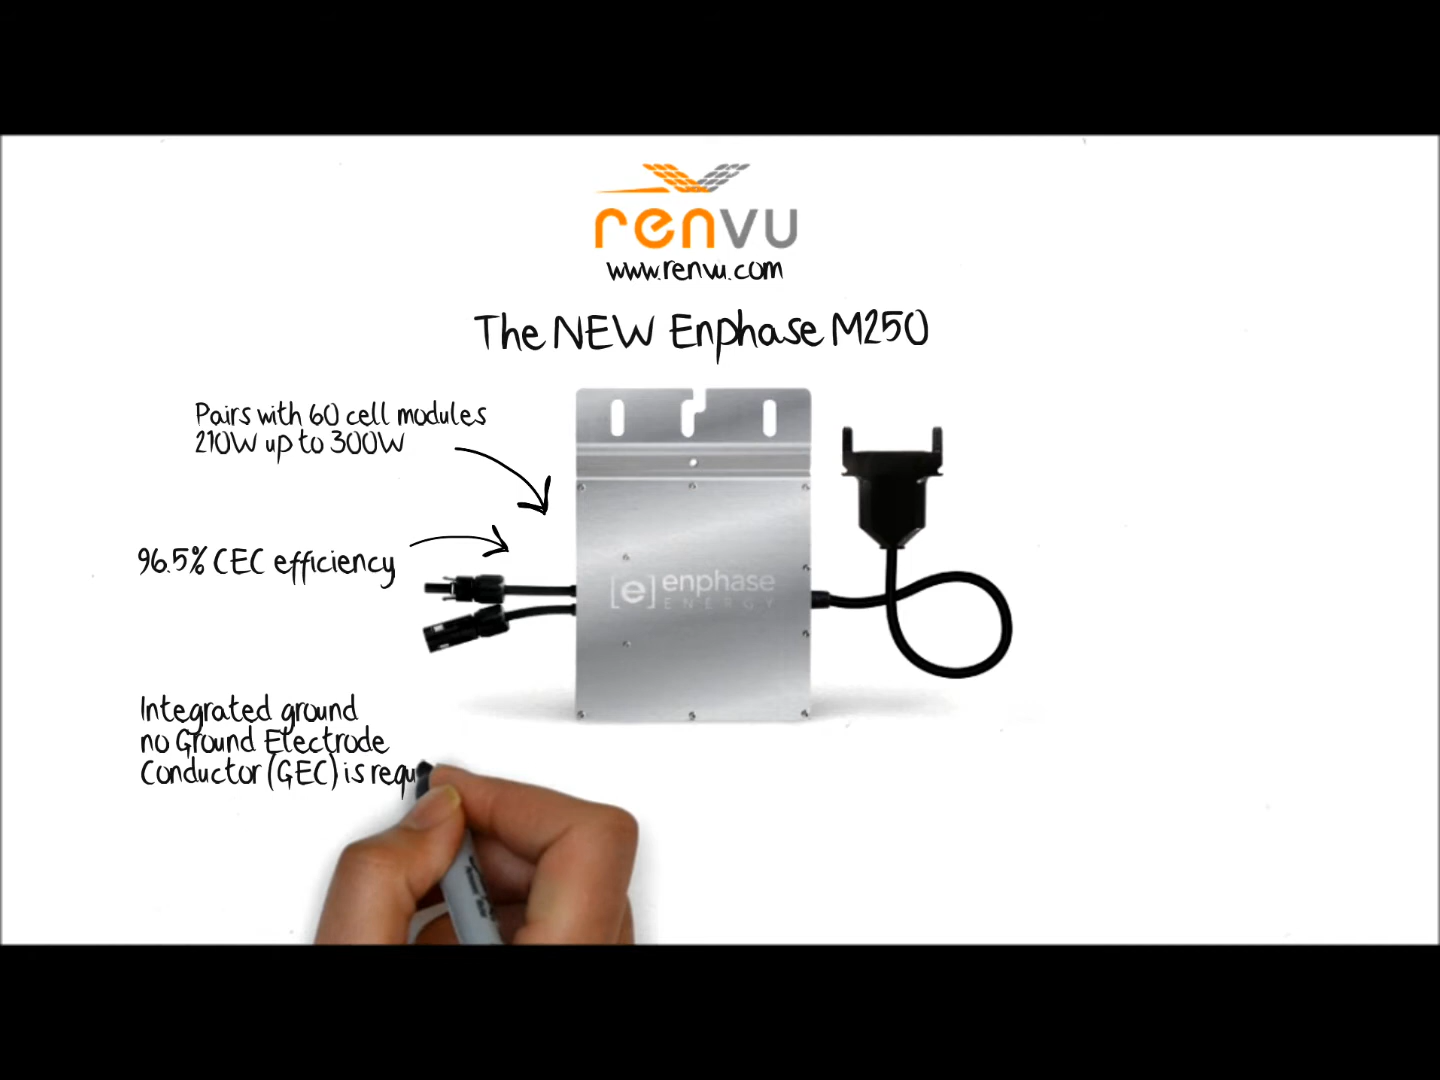 renvu
www.renvu.com
The NEW Enphase M250
Pairs with 60 cell modules
210W up to 300W
96.5% CEC efficiency
[e] enphase
ENERGY
Integrated ground
no Ground Electrode
Conductor (GEC) is requ